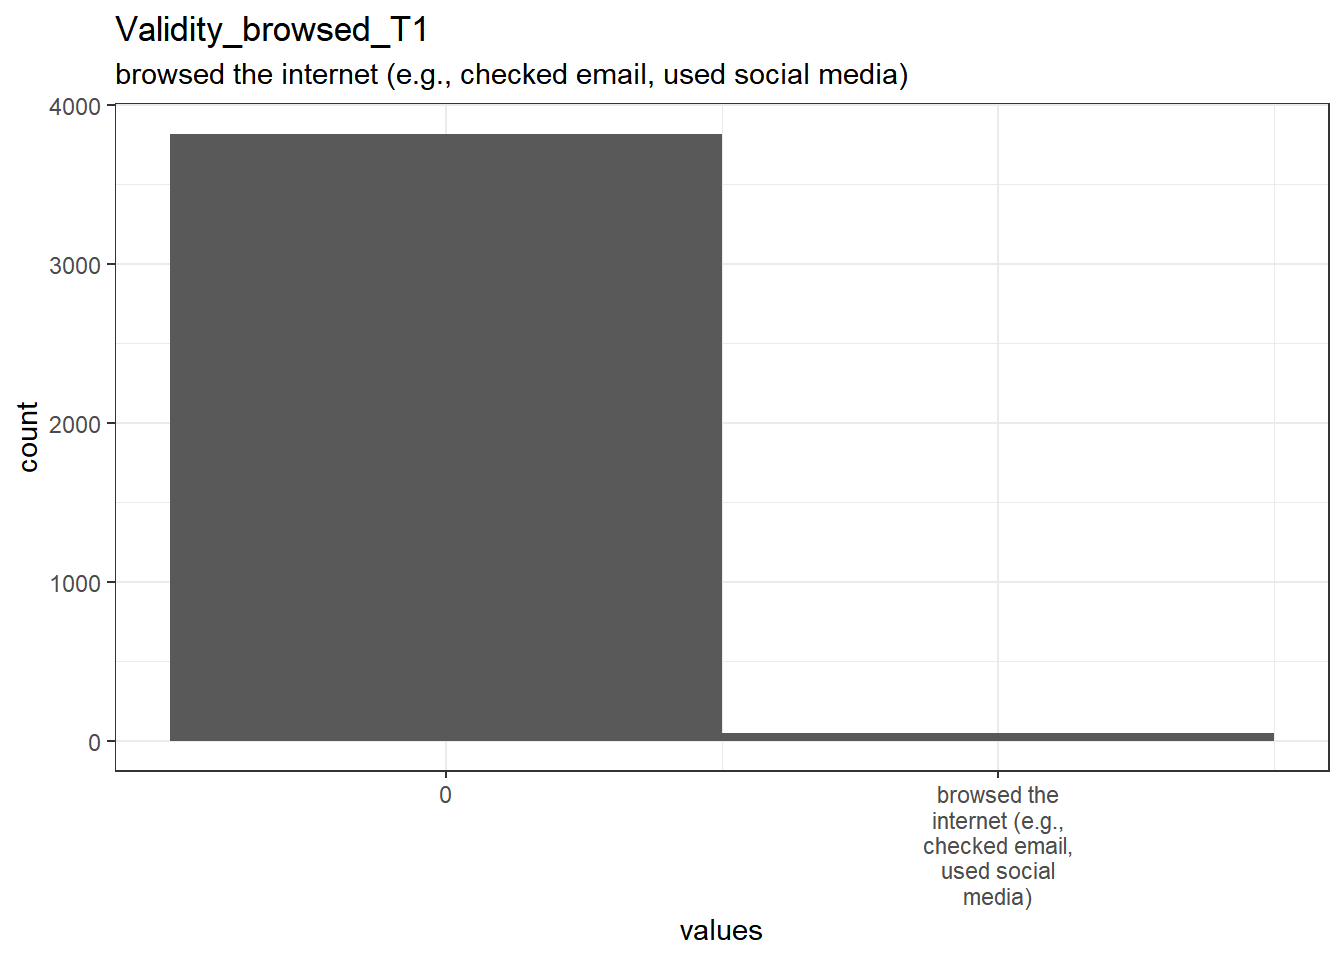 Validity_browsed_T1
browsed the internet (e.g., checked email, used social media)
4000
3000
2000
1000
0
count
0
browsed the
internet (e.g.,
checked email,
used social
media)
values